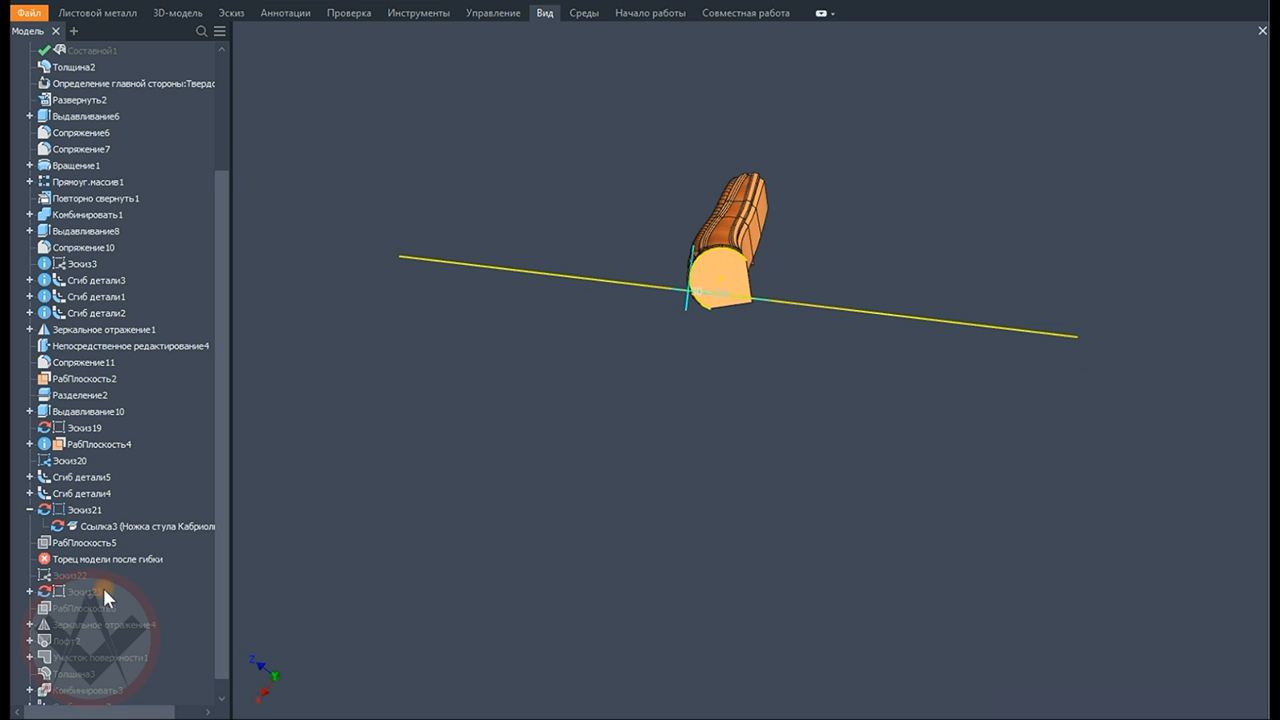 Файл Листовой металл 3D-модель Эскиз Аннотации Проверка Инструменты Управление Вид Среды Начало работы Совместная работа
Модель
Составной1
Толщина2
Определение главной стороны:Твердо
Развернуть2
Выдавливание6
Сопряжение6
Сопряжение7
Вращение1
Прямоуг.массив1
Повторно свернуть1
Комбинировать1
Выдавливание8
Сопряжение10
Эскиз3
Сгиб детали3
Сгиб детали1
Сгиб детали2
Зеркальное отражение1
Непосредственное редактирование4
Сопряжение11
РабПлоскость2
Разделение2
Выдавливание10
Эскиз19
РабПлоскость4
Эскиз20
Сгиб детали5
Сгиб детали4
Эскиз21
Ссылка3 (Ножка стула Кабриоль
РабПлоскость5
Торец модели после гибки
Эскиз22
Зеркальное отражение4
Лофт2
Участок поверхности1
Толщина3
Комбинировать3
Z
Y
X